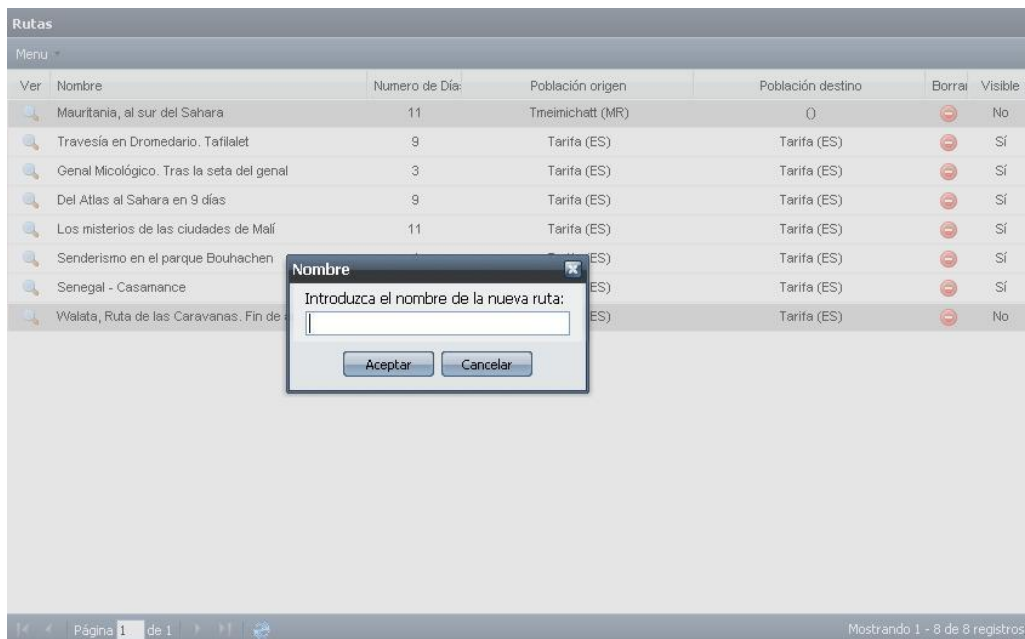 Rutas
Menu
Ver Nombre Numero de Día Población origen Población destino Borrar Visible
Mauritania, al sur del Sahara 11 Tmeimichatt (MR) () No
Travesía en Dromedario. Tafilalet 9 Tarifa (ES) Tarifa (ES) Sí
Genal Micológico. Tras la seta del genal 3 Tarifa (ES) Tarifa (ES) Sí
Del Atlas al Sahara en 9 días 9 Tarifa (ES) Tarifa (ES) Sí
Los misterios de las ciudades de Malí 11 Tarifa (ES) Tarifa (ES) Sí
Senderismo en el parque Bouhachen ES) Tarifa (ES) Sí
Senegal - Casamance ES) Tarifa (ES) Sí
Walata, Ruta de las Caravanas. Fin de ES) Tarifa (ES) No
Nombre
Introduzca el nombre de la nueva ruta:
Aceptar Cancelar
Página 1 de 1 Mostrando 1 - 8 de 8 registros